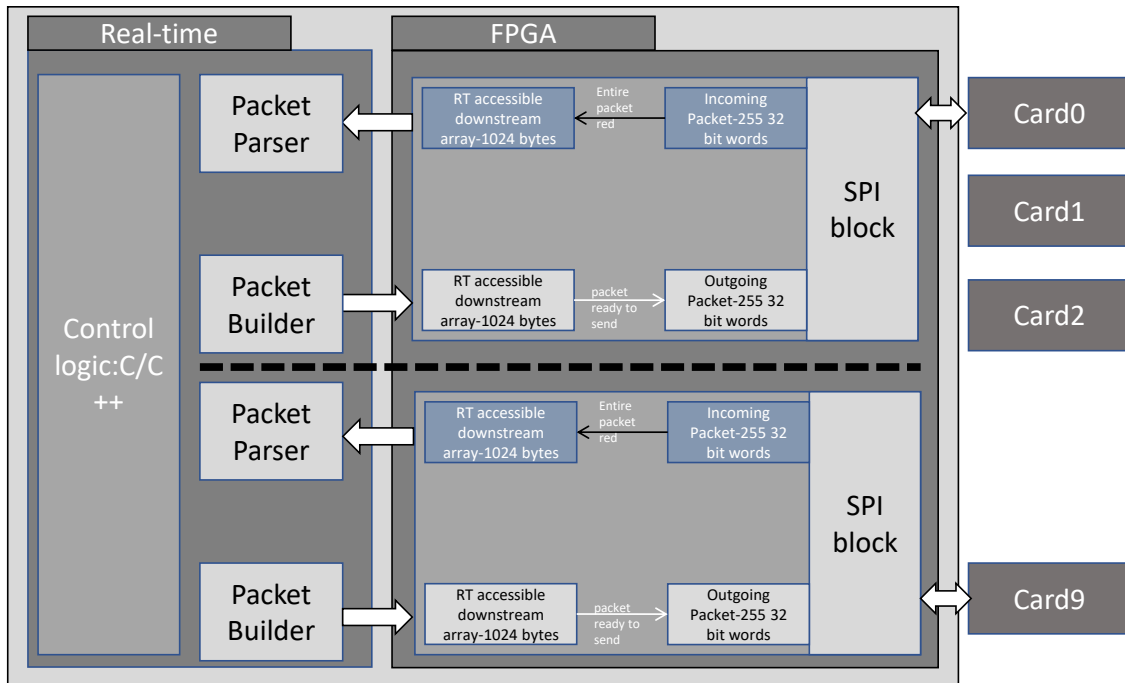 Real-time
FPGA
Control
logic:C/C
++
Packet
Parser
RT accessible
downstream
array-1024 bytes
Entire
packet
red
Incoming
Packet-255 32
bit words
SPI
block
Packet
Builder
RT accessible
downstream
array-1024 bytes
packet
ready to
send
Outgoing
Packet-255 32
bit words
Packet
Parser
RT accessible
downstream
array-1024 bytes
Entire
packet
red
Incoming
Packet-255 32
bit words
SPI
block
Packet
Builder
RT accessible
downstream
array-1024 bytes
packet
ready to
send
Outgoing
Packet-255 32
bit words
Card0
Card1
Card2
Card9